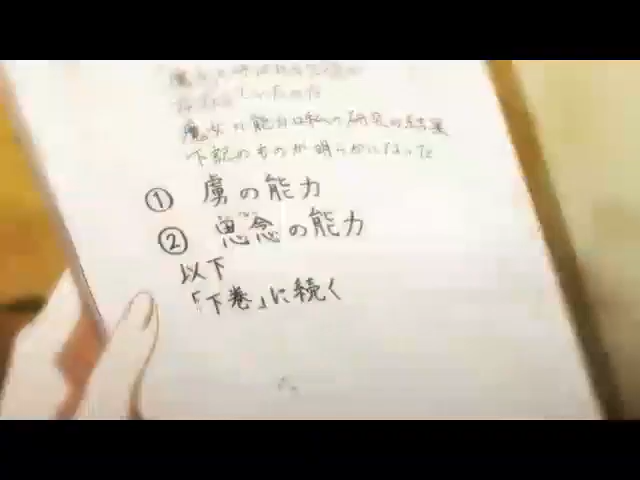 魔女の能力は私の研究の結果
下記のものが明らかになった
① 虜の能力
② 思念の能力
以下
「下巻」に続く